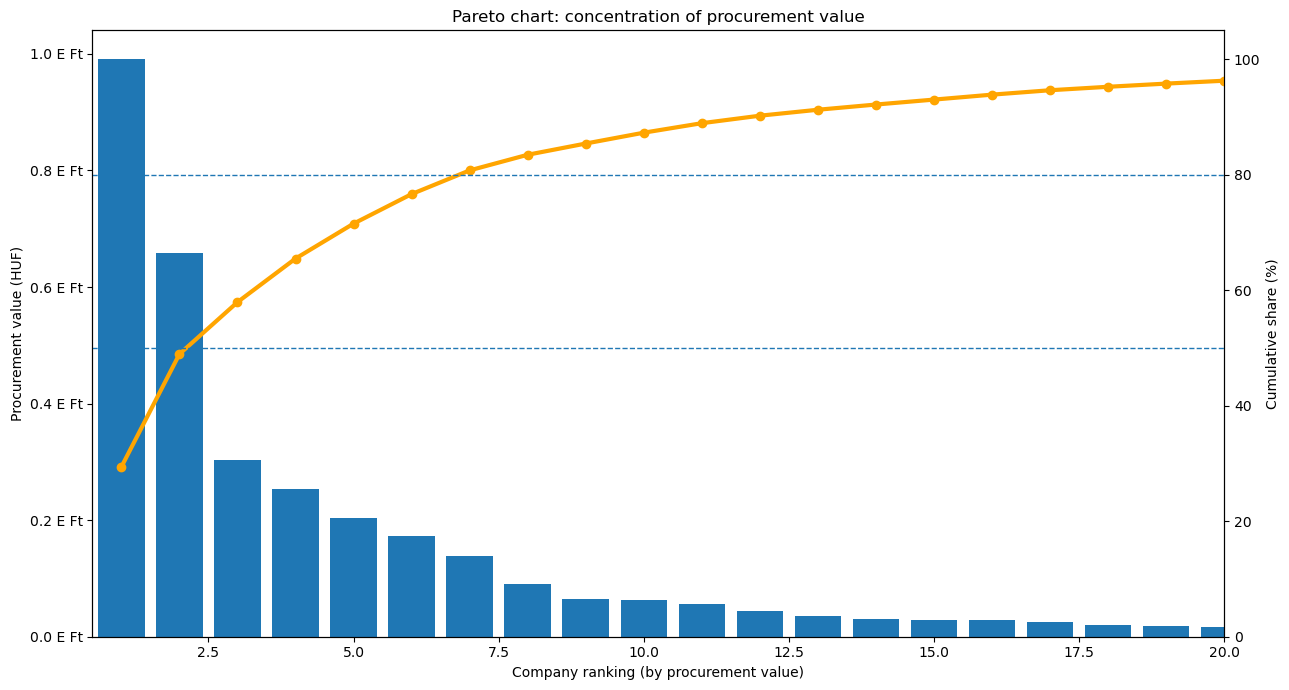 Pareto chart: concentration of procurement value
1.0 E Ft
0.8 E Ft
0.6 E Ft
0.4 E Ft
0.2 E Ft
0.0 E Ft
Procurement value (HUF)
100
80
60
40
20
0
Cumulative share (%)
2.5 5.0 7.5 10.0 12.5 15.0 17.5 20.0
Company ranking (by procurement value)